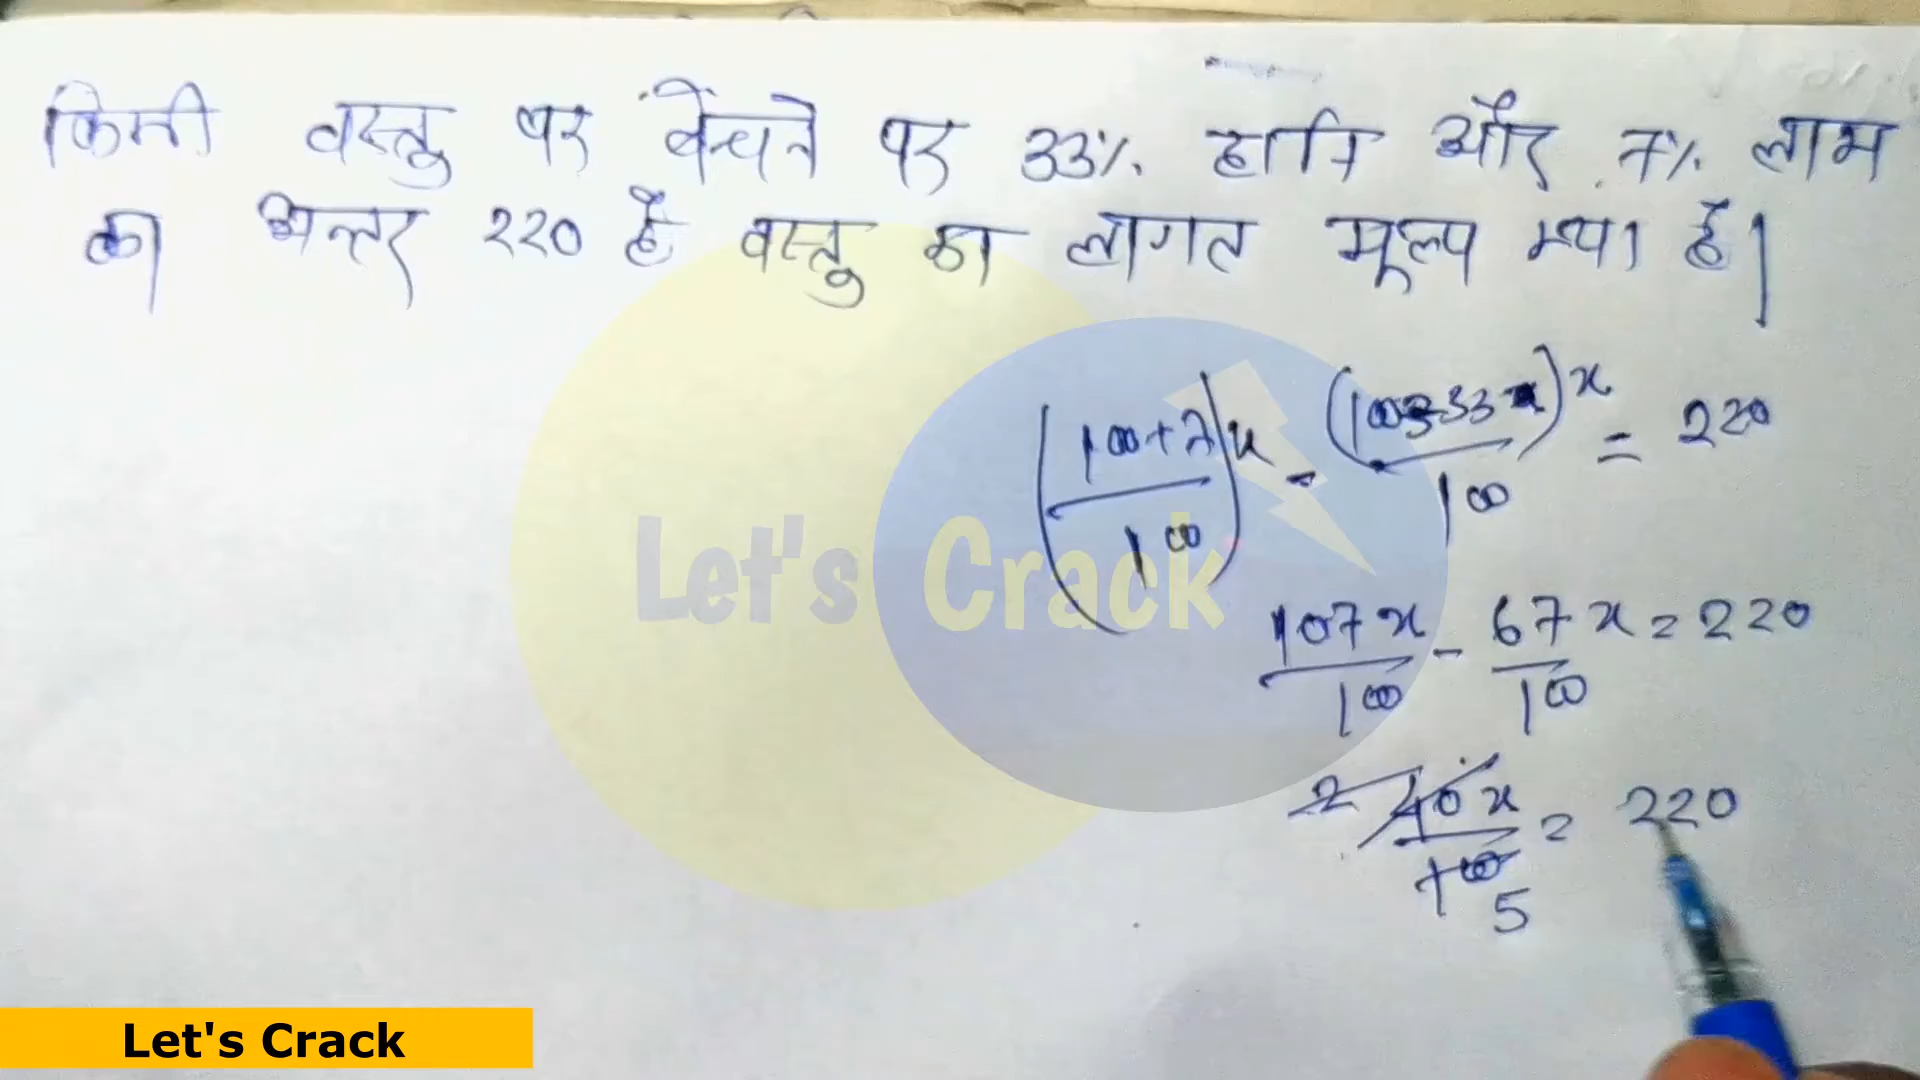 किसी वस्तु पर बेंचने पर 33% हानि और 7% लाभ
का अन्तर 220 है वस्तु का लागत मूल्य क्या है।
(100+7/100)x - (100-33/100)x = 220
107x/100 - 67x/100 = 220
2 40x/100 5 = 220
Let's Crack
Let's Crack